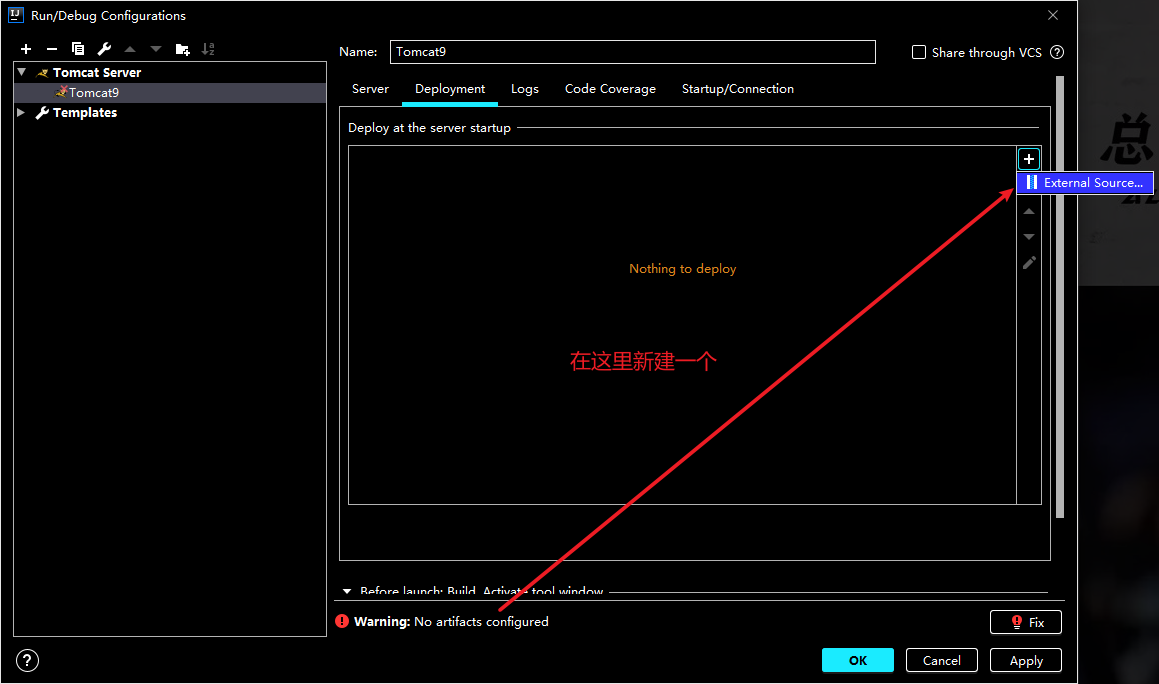 Run/Debug Configurations
Name: Tomcat9
Share through VCS
Tomcat Server
Tomcat9
Templates
Server Deployment Logs Code Coverage Startup/Connection
Deploy at the server startup
External Source...
Nothing to deploy
在这里新建一个
Before launch: Build, Activate tool window
Warning: No artifacts configured
Fix
OK Cancel Apply
总